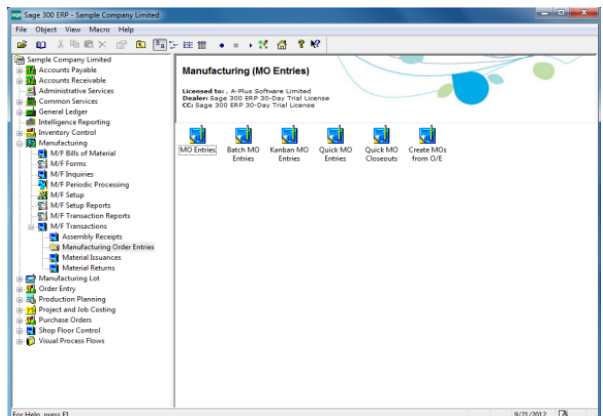 Sage 300 ERP - Sample Company Limited
File Object View Macro Help
Sample Company Limited
Accounts Payable
Accounts Receivable
Administrative Services
Common Services
General Ledger
Intelligence Reporting
Inventory Control
Manufacturing
M/F Bills of Material
M/F Forms
M/F Inquiries
M/F Periodic Processing
M/F Setup
M/F Setup Reports
M/F Transaction Reports
M/F Transactions
Assembly Receipts
Manufacturing Order Entries
Material Issuances
Material Returns
Manufacturing Lot
Order Entry
Production Planning
Project and Job Costing
Purchase Orders
Shop Floor Control
Visual Process Flows
Manufacturing (MO Entries)
Licensed to: , A-Plus Software Limited
Dealer: Sage 300 ERP 30-Day Trial License
CC: Sage 300 ERP 30-Day Trial License
MO Entries
Batch MO
Entries
Kanban MO
Entries
Quick MO
Entries
Quick MO
Closeouts
Create MOs
from O/E
For Help, press F1
9/21/2012